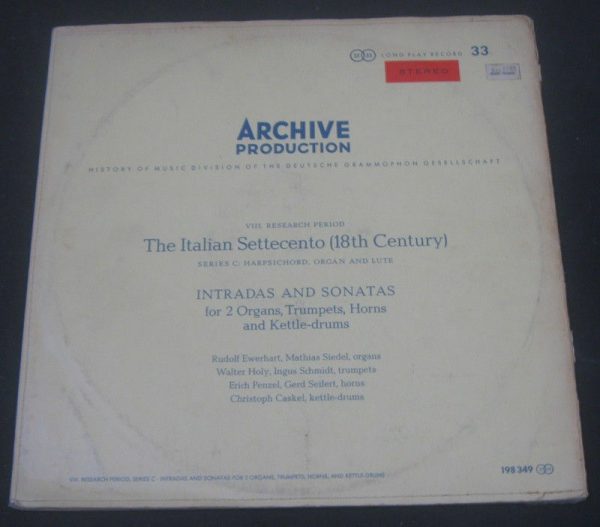 LONG PLAY RECORD 33
STEREO
ARCHIVE
PRODUCTION
HISTORY OF MUSIC DIVISION OF THE DEUTSCHE GRAMMOPHON GESELLSCHAFT
VIII. RESEARCH PERIOD
The Italian Settecento (18th Century)
SERIES C: HARPSICHORD, ORGAN AND LUTE
INTRADAS AND SONATAS
for 2 Organs, Trumpets, Horns
and Kettle-drums
Rudolf Ewerhart, Mathias Siedel, organs
Walter Holy, Ingus Schmidt, trumpets
Erich Penzel, Gerd Seifert, horns
Christoph Caskel, kettle-drums
VIII. RESEARCH PERIOD, SERIES C · INTRADAS AND SONATAS FOR 2 ORGANS, TRUMPETS, HORNS, AND KETTLE-DRUMS
198 349